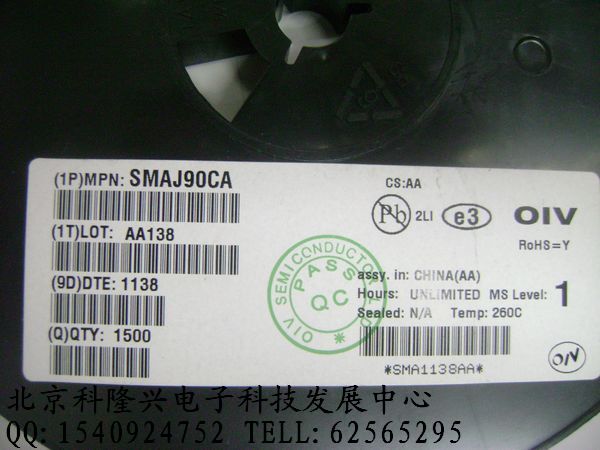 (1P)MPN: SMAJ90CA
(1T)LOT: AA138
(9D)DTE: 1138
(Q)QTY: 1500
CS:AA
Pb 2LI e3 OIV
RoHS=Y
OIV SEMICONDUCTOR LTD
PASS
QC
*
assy. in: CHINA(AA)
Hours: UNLIMITED MS Level: 1
Sealed: N/A Temp: 260C
*SMA1138AA*
OIV
北京科隆兴电子科技发展中心
QQ: 1540924752 TELL: 62565295